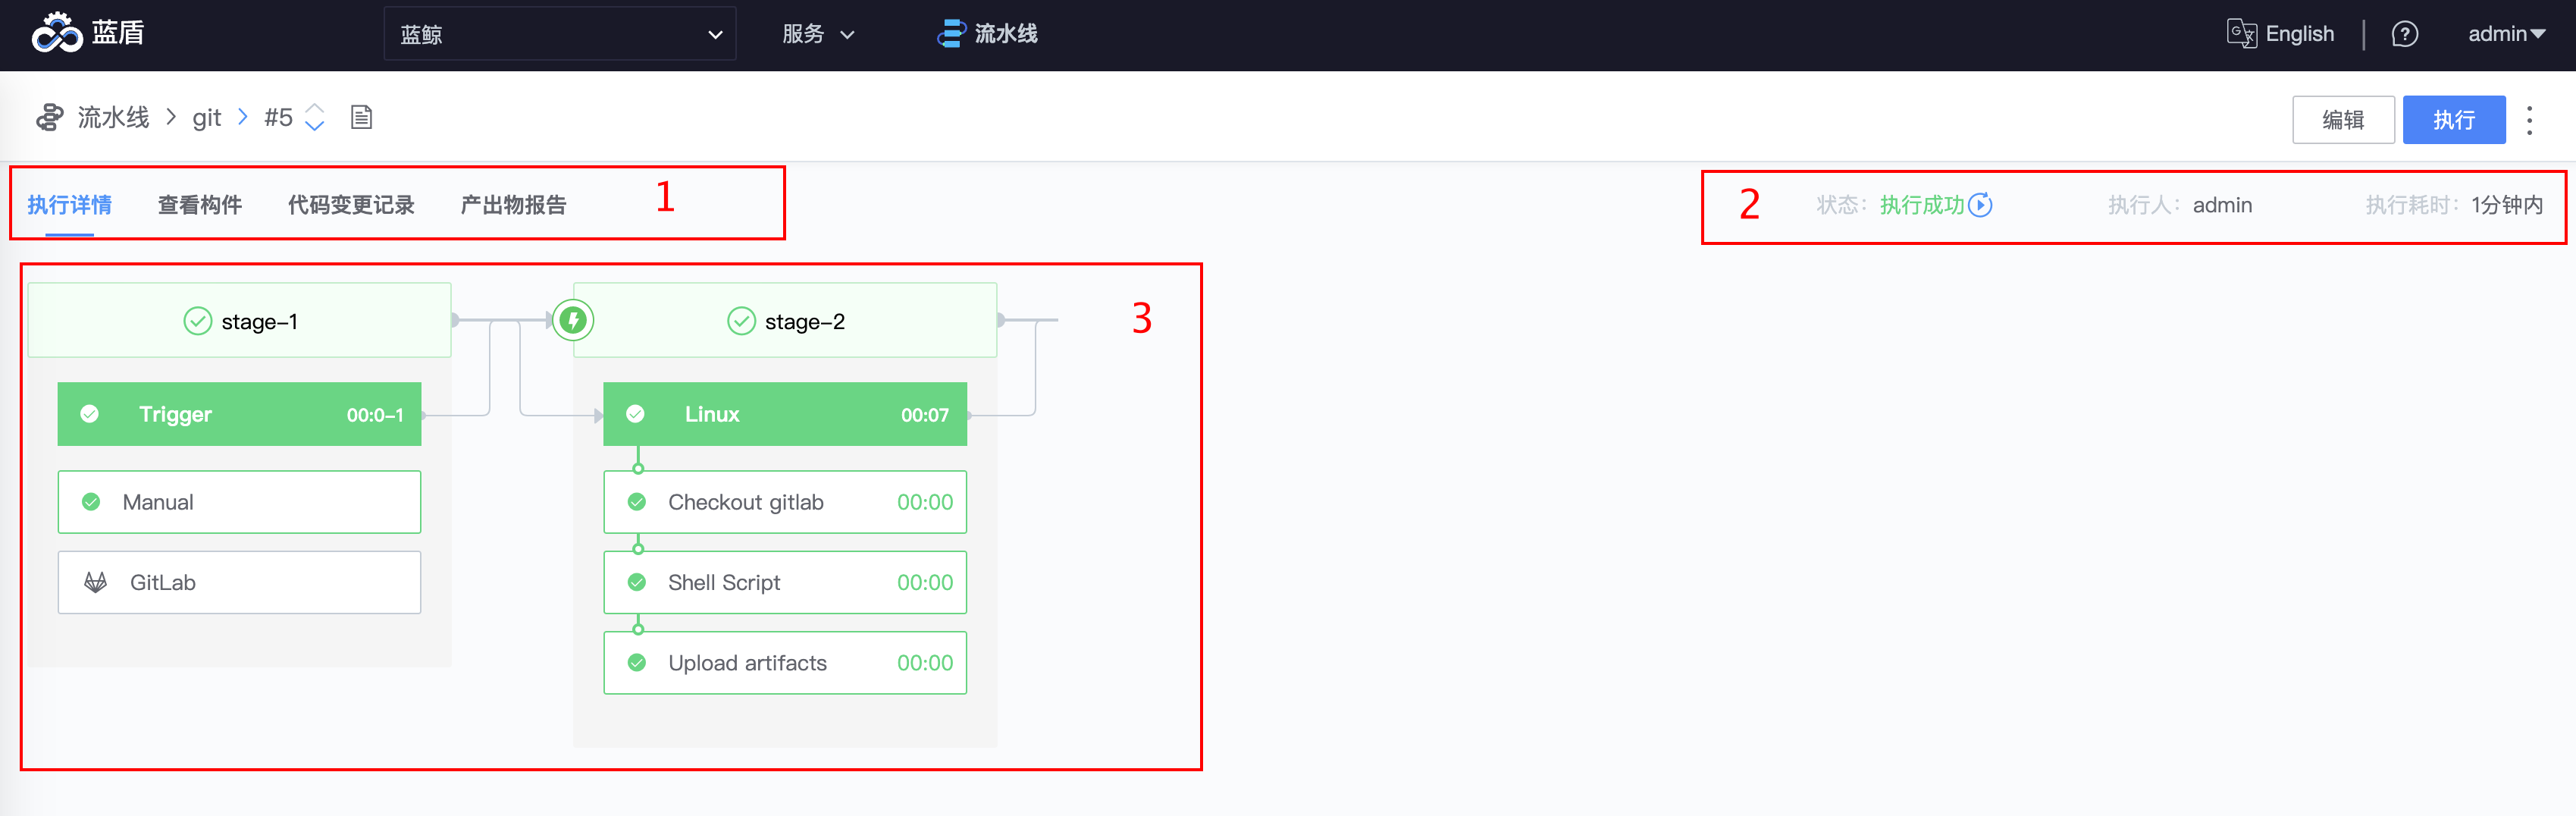 蓝盾
蓝鲸
服务
流水线
English
admin
流水线 > git > #5
编辑
执行
执行详情 查看构件 代码变更记录 产出物报告
1
2
状态：执行成功
执行人：admin
执行耗时：1分钟内
stage-1
stage-2
3
Trigger 00:0-1
Manual
GitLab
Linux 00:07
Checkout gitlab 00:00
Shell Script 00:00
Upload artifacts 00:00